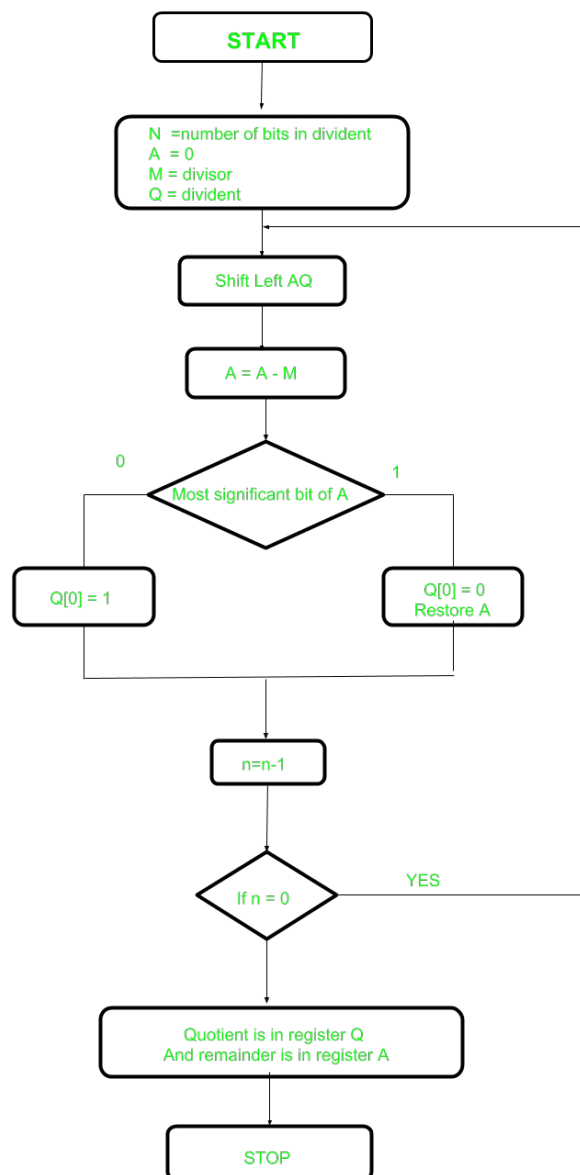 START
N =number of bits in divident
A = 0
M = divisor
Q = divident
Shift Left AQ
A = A - M
0
1
Most significant bit of A
Q[0] = 1
Q[0] = 0
Restore A
n=n-1
YES
If n = 0
Quotient is in register Q
And remainder is in register A
STOP